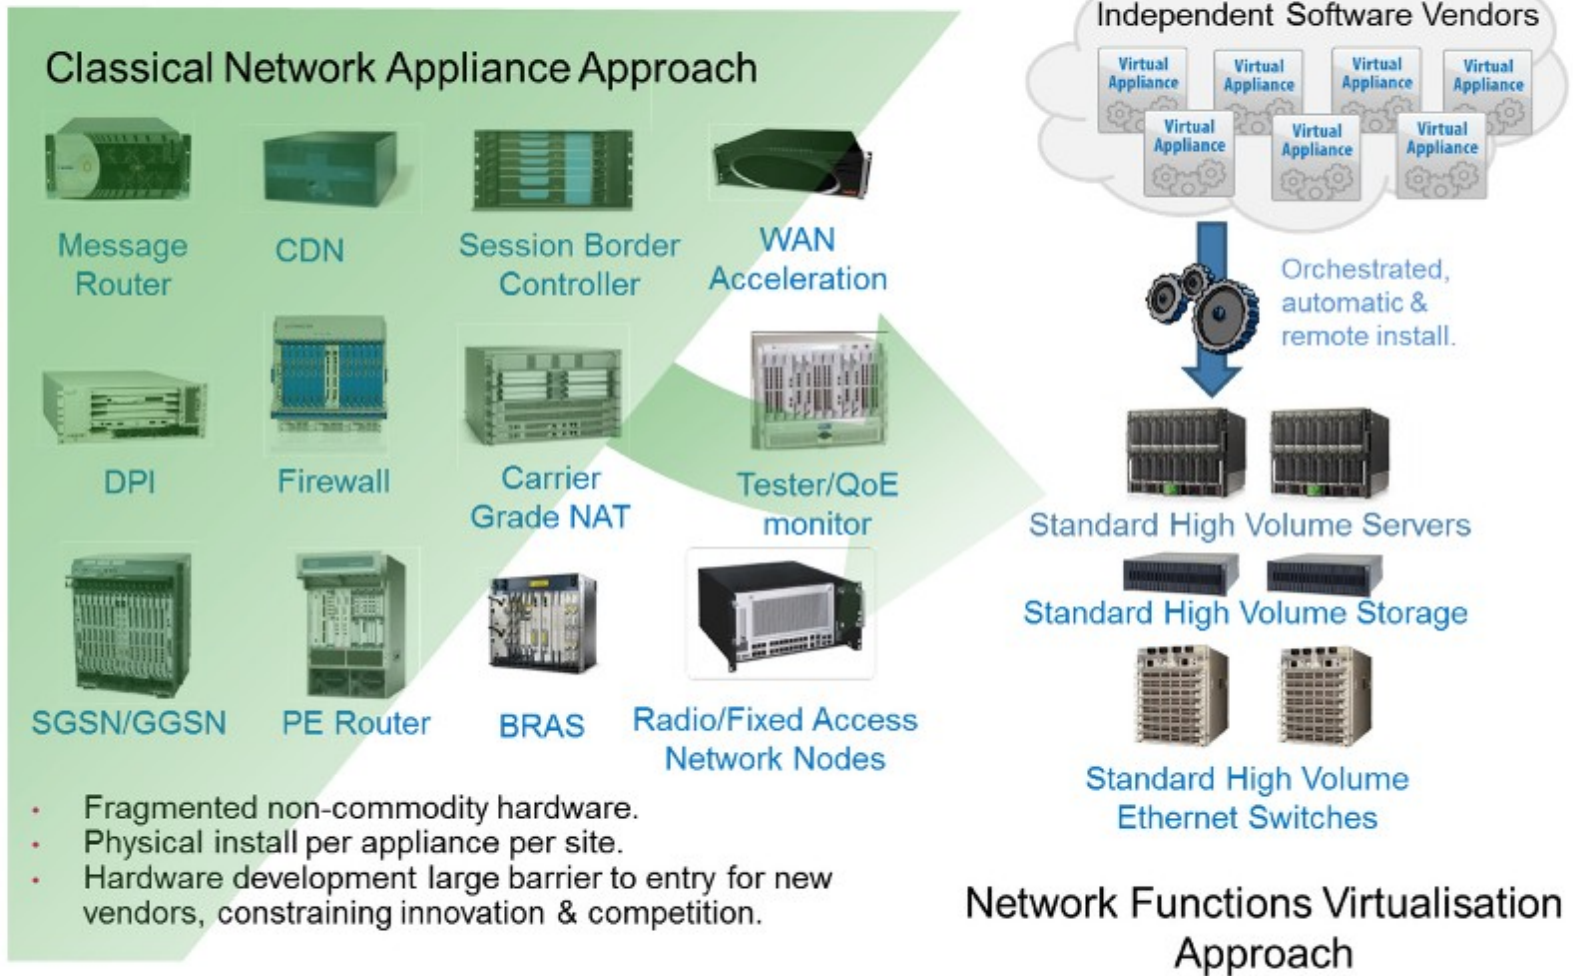 Classical Network Appliance Approach
Message
Router
CDN
Session Border
Controller
WAN
Acceleration
DPI
Firewall
Carrier
Grade NAT
Tester/QoE
monitor
SGSN/GGSN
PE Router
BRAS
Radio/Fixed Access
Network Nodes
• Fragmented non-commodity hardware.
• Physical install per appliance per site.
• Hardware development large barrier to entry for new
vendors, constraining innovation & competition.
Independent Software Vendors
Virtual
Appliance
Virtual
Appliance
Virtual
Appliance
Virtual
Appliance
Virtual
Appliance
Virtual
Appliance
Virtual
Appliance
Orchestrated,
automatic &
remote install.
Standard High Volume Servers
Standard High Volume Storage
Standard High Volume
Ethernet Switches
Network Functions Virtualisation
Approach